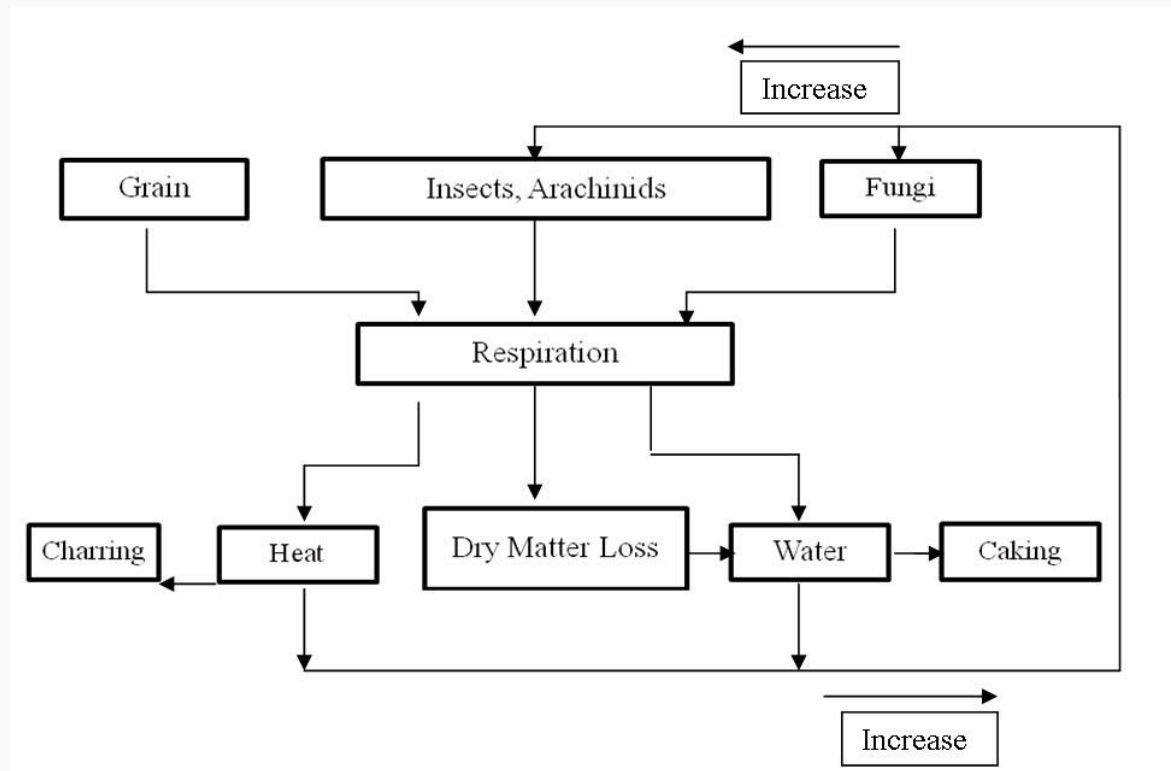 Increase
Grain
Insects, Arachinids
Fungi
Respiration
Charring
Heat
Dry Matter Loss
Water
Caking
Increase